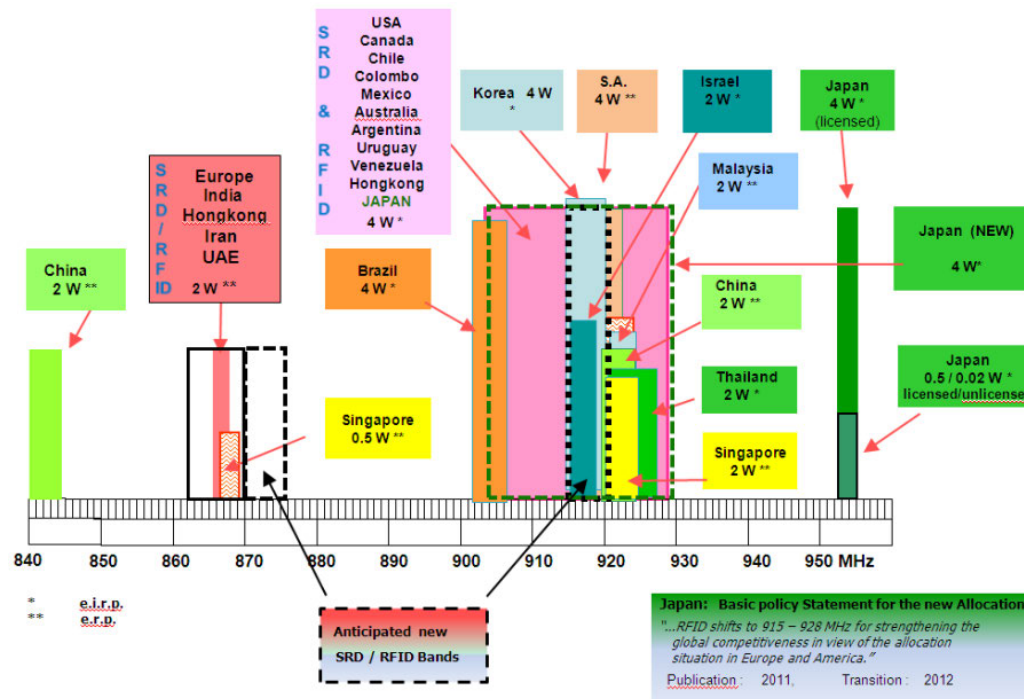 SRD & RFID
USA
Canada
Chile
Colombo
Mexico
Australia
Argentina
Uruguay
Venezuela
Hongkong
JAPAN
4 W *
Korea 4 W
*
S.A.
4 W **
Israel
2 W *
Japan
4 W *
(licensed)
SRD/RFID
Europe
India
Hongkong
Iran
UAE
2 W **
Malaysia
2 W **
China
2 W **
Brazil
4 W *
Japan (NEW)
4 W*
China
2 W **
Singapore
0.5 W **
Thailand
2 W *
Japan
0.5 / 0.02 W *
licensed/unlicense
Singapore
2 W **
840 850 860 870 880 890 900 910 920 930 940 950 MHz
* e.i.r.p.
** e.r.p.
Anticipated new
SRD / RFID Bands
Japan: Basic policy Statement for the new Allocation
"...RFID shifts to 915 – 928 MHz for strengthening the
global competitiveness in view of the allocation
situation in Europe and America."
Publication : 2011, Transition : 2012